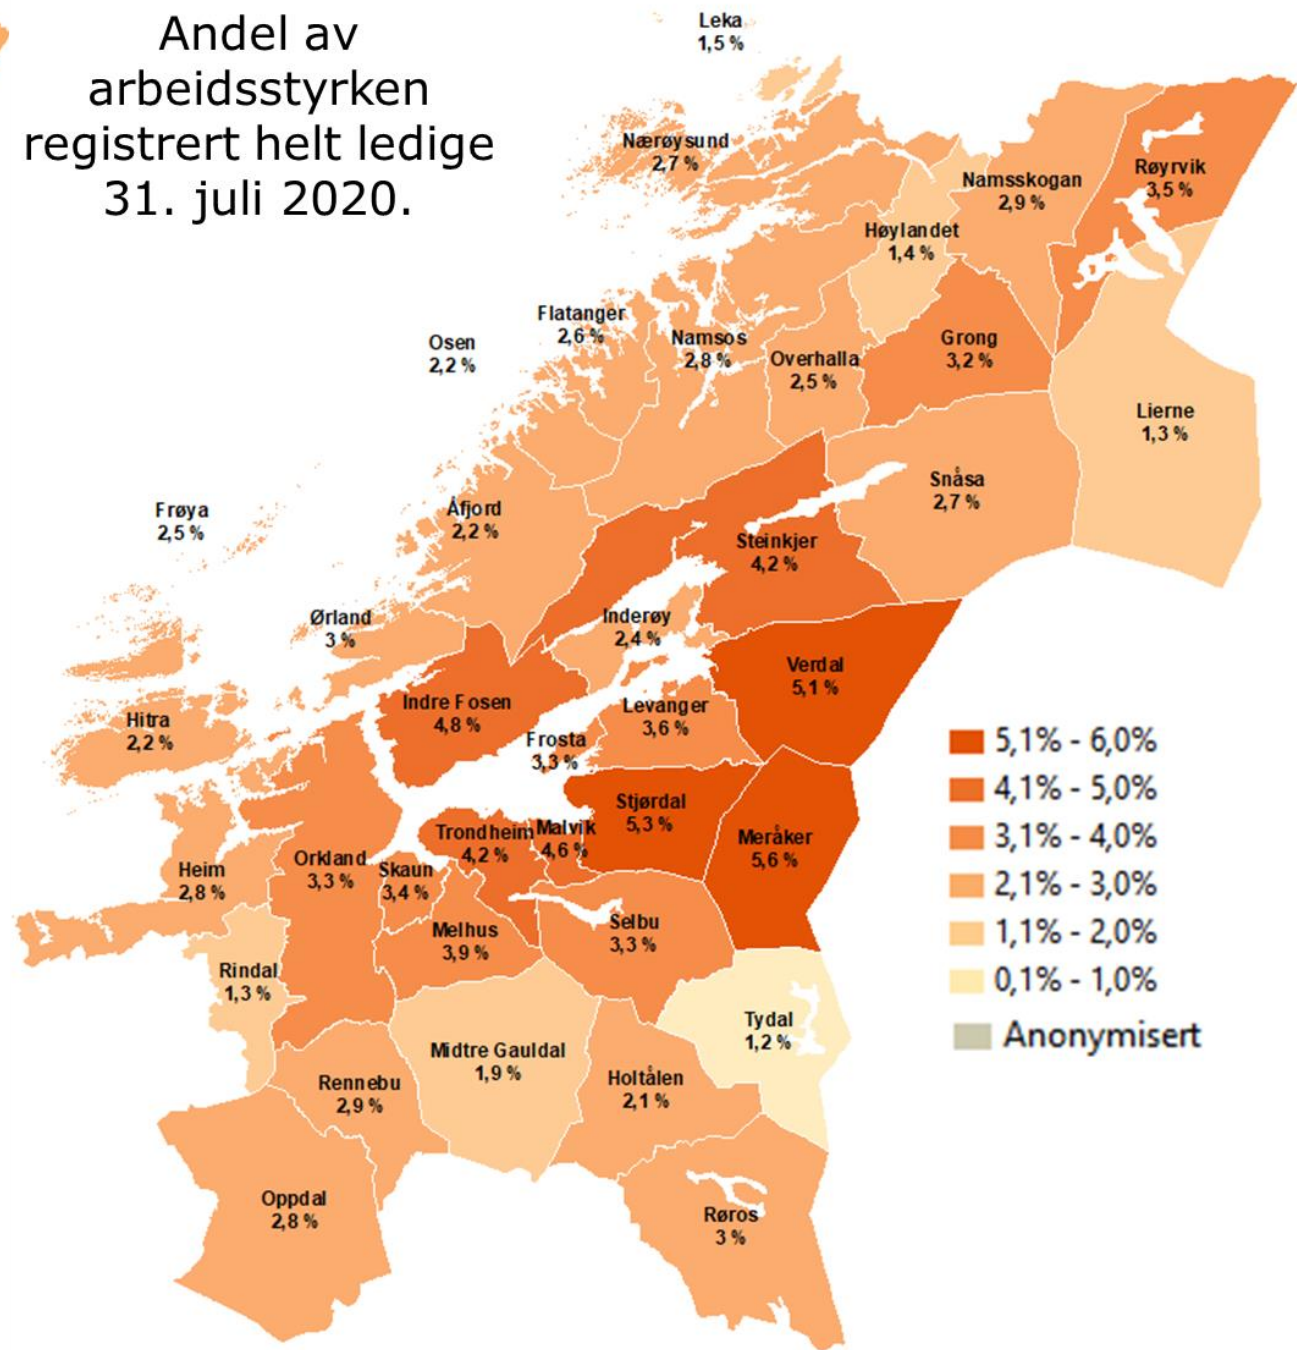 Andel av
arbeidsstyrken
registrert helt ledige
31. juli 2020.
Leka
1,5 %
Nærøysund
2,7 %
Namsskogan
2,9 %
Røyrvik
3,5 %
Høylandet
1,4 %
Flatanger
2,6 %
Osen
2,2 %
Namsos
2,8 %
Overhalla
2,5 %
Grong
3,2 %
Lierne
1,3 %
Snåsa
2,7 %
Frøya
2,5 %
Åfjord
2,2 %
Steinkjer
4,2 %
Ørland
3 %
Inderøy
2,4 %
Verdal
5,1 %
Indre Fosen
4,8 %
Levanger
3,6 %
Hitra
2,2 %
Frosta
3,3 %
Stjørdal
5,3 %
Trondheim
4,2 %
Malvik
4,6 %
Meråker
5,6 %
Heim
2,8 %
Orkland
3,3 %
Skaun
3,4 %
Melhus
3,9 %
Selbu
3,3 %
Rindal
1,3 %
Tydal
1,2 %
Midtre Gauldal
1,9 %
Rennebu
2,9 %
Holtålen
2,1 %
Oppdal
2,8 %
Røros
3 %
5,1% - 6,0%
4,1% - 5,0%
3,1% - 4,0%
2,1% - 3,0%
1,1% - 2,0%
0,1% - 1,0%
Anonymisert